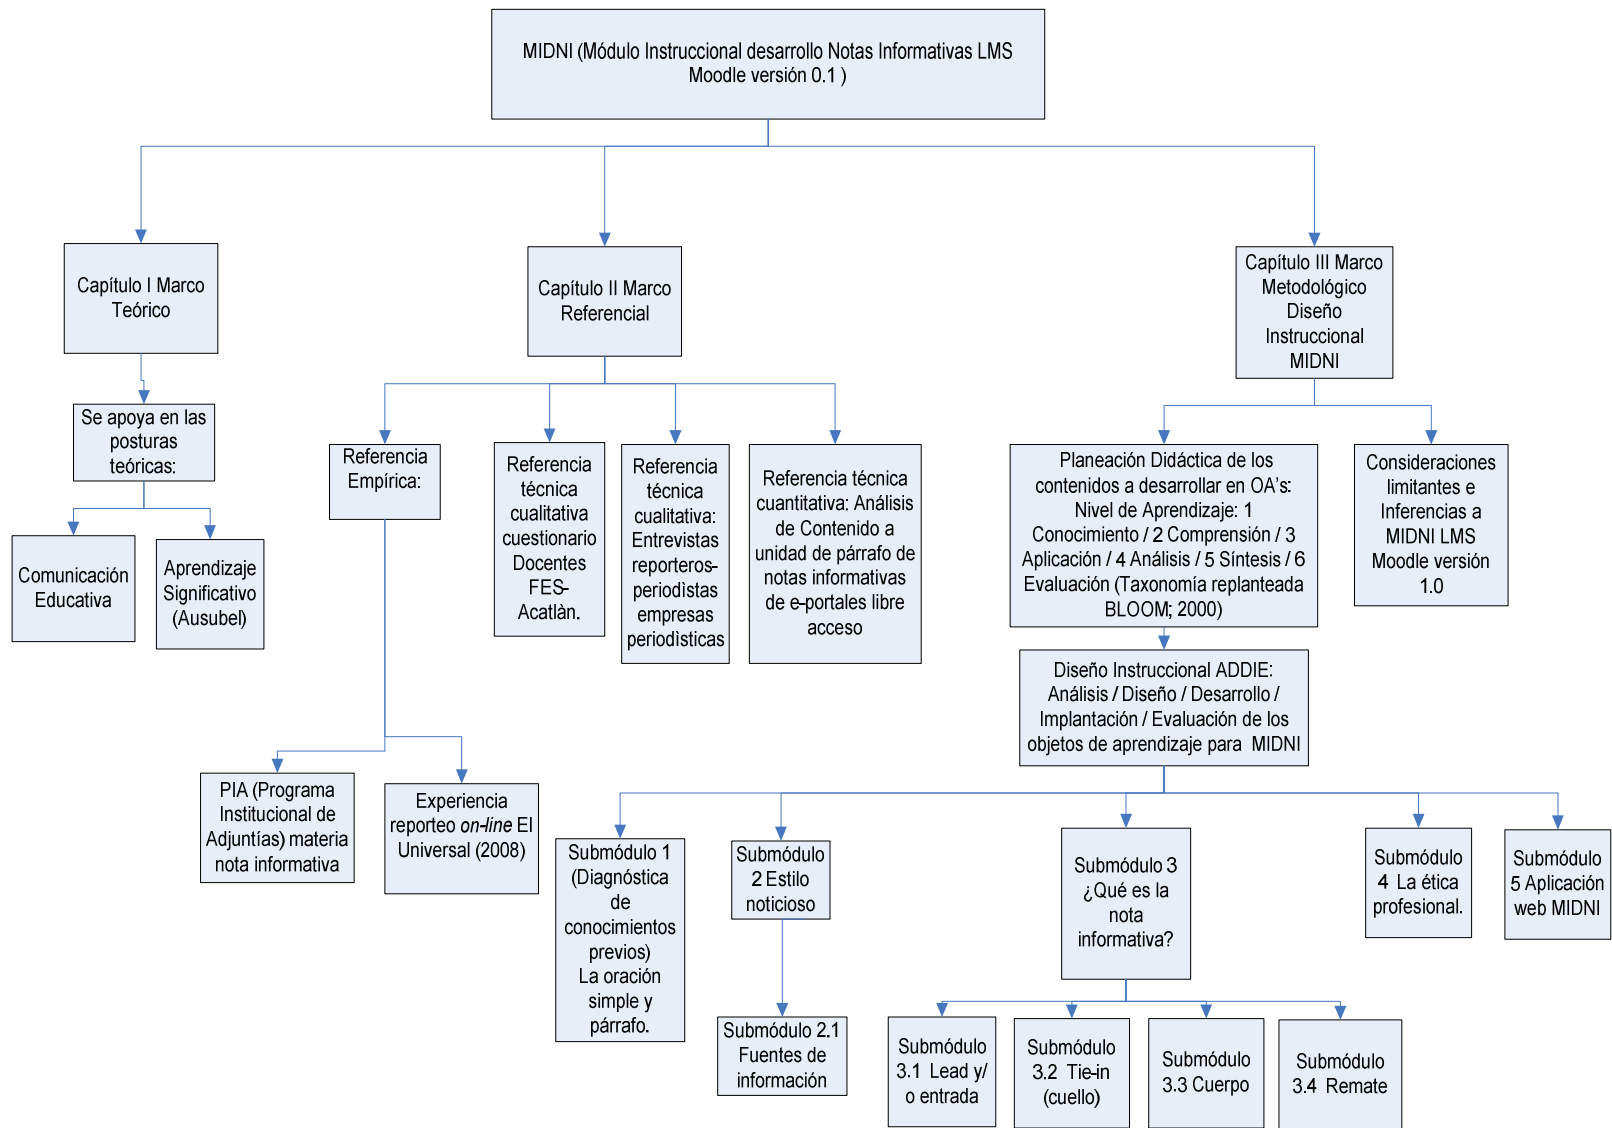 MIDNI (Módulo Instruccional desarrollo Notas Informativas LMS
Moodle versión 0.1 )
Capítulo I Marco
Teórico
Capítulo II Marco
Referencial
Capítulo III Marco
Metodológico
Diseño
Instruccional
MIDNI
Se apoya en las
posturas
teóricas:
Comunicación
Educativa
Aprendizaje
Significativo
(Ausubel)
Referencia
Empírica:
Referencia
técnica
cualitativa
cuestionario
Docentes
FES-
Acatlàn.
Referencia
técnica
cualitativa:
Entrevistas
reporteros-
periodìstas
empresas
periodìsticas
Referencia técnica
cuantitativa: Análisis
de Contenido a
unidad de párrafo de
notas informativas
de e-portales libre
acceso
Planeación Didáctica de los
contenidos a desarrollar en OA's:
Nivel de Aprendizaje: 1
Conocimiento / 2 Comprensión / 3
Aplicación / 4 Análisis / 5 Síntesis / 6
Evaluación (Taxonomía replanteada
BLOOM; 2000)
Consideraciones
limitantes e
Inferencias a
MIDNI LMS
Moodle versión
1.0
Diseño Instruccional ADDIE:
Análisis / Diseño / Desarrollo /
Implantación / Evaluación de los
objetos de aprendizaje para MIDNI
PIA (Programa
Institucional de
Adjuntías) materia
nota informativa
Experiencia
reporteo on-line El
Universal (2008)
Submódulo 1
(Diagnóstica
de
conocimientos
previos)
La oración
simple y
párrafo.
Submódulo
2 Estilo
noticioso
Submódulo 3
¿Qué es la
nota
informativa?
Submódulo
4 La ética
profesional.
Submódulo
5 Aplicación
web MIDNI
Submódulo 2.1
Fuentes de
información
Submódulo
3.1 Lead y/
o entrada
Submódulo
3.2 Tie-in
(cuello)
Submódulo
3.3 Cuerpo
Submódulo
3.4 Remate